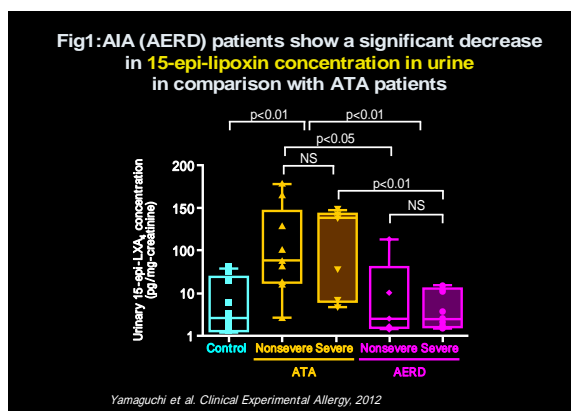 Fig1:AIA (AERD) patients show a significant decrease
in 15-epi-lipoxin concentration in urine
in comparison with ATA patients
p<0.01 p<0.01
p<0.05
NS
p<0.01
NS
Urinary 15-epi-LXA4 concentration
(pg/mg-creatinine)
200
150
100
10
1
Control Nonsevere Severe Nonsevere Severe
ATA AERD
Yamaguchi et al. Clinical Experimental Allergy, 2012